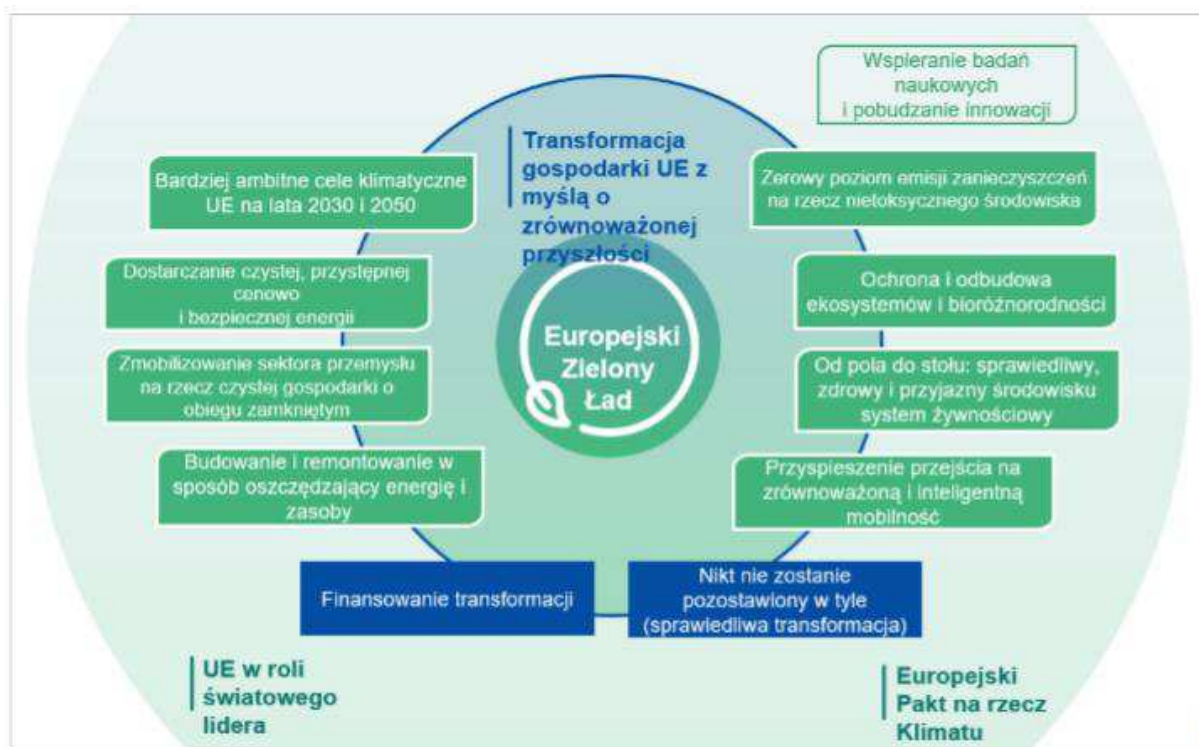 Wspieranie badań
naukowych
i pobudzanie innowacji
Transformacja
gospodarki UE z
myślą o
zrównoważonej
przyszłości
Bardziej ambitne cele klimatyczne
UE na lata 2030 i 2050
Zerowy poziom emisji zanieczyszczeń
na rzecz nietoksycznego środowiska
Dostarczanie czystej, przystępnej
cenowo
i bezpiecznej energii
Ochrona i odbudowa
ekosystemów i bioróżnorodności
Europejski
Zielony
Ład
Zmobilizowanie sektora przemysłu
na rzecz czystej gospodarki o
obiegu zamkniętym
Od pola do stołu: sprawiedliwy,
zdrowy i przyjazny środowisku
system żywnościowy
Budowanie i remontowanie w
sposób oszczędzający energię i
zasoby
Przyspieszenie przejścia na
zrównoważoną i inteligentną
mobilność
Finansowanie transformacji
Nikt nie zostanie
pozostawiony w tyle
(sprawiedliwa transformacja)
UE w roli
światowego
lidera
Europejski
Pakt na rzecz
Klimatu